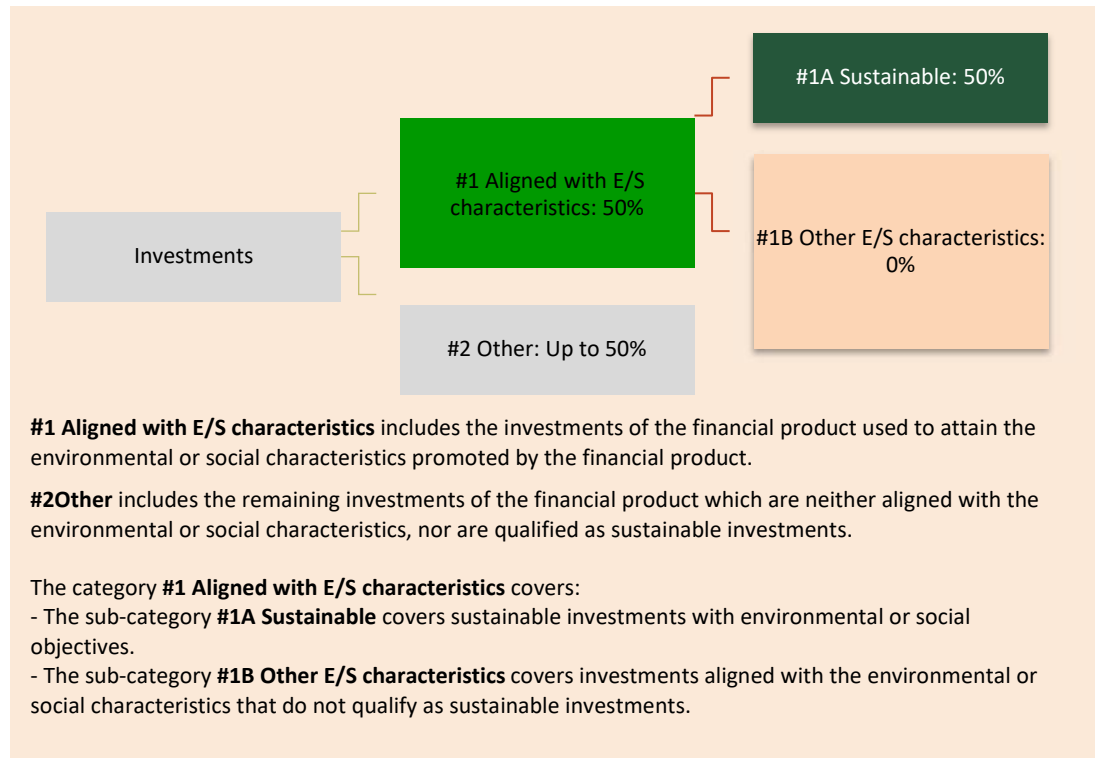 #1A Sustainable: 50%
#1 Aligned with E/S
characteristics: 50%
#1B Other E/S characteristics:
0%
Investments
#2 Other: Up to 50%
#1 Aligned with E/S characteristics includes the investments of the financial product used to attain the
environmental or social characteristics promoted by the financial product.
#2Other includes the remaining investments of the financial product which are neither aligned with the
environmental or social characteristics, nor are qualified as sustainable investments.
The category #1 Aligned with E/S characteristics covers:
- The sub-category #1A Sustainable covers sustainable investments with environmental or social
objectives.
- The sub-category #1B Other E/S characteristics covers investments aligned with the environmental or
social characteristics that do not qualify as sustainable investments.